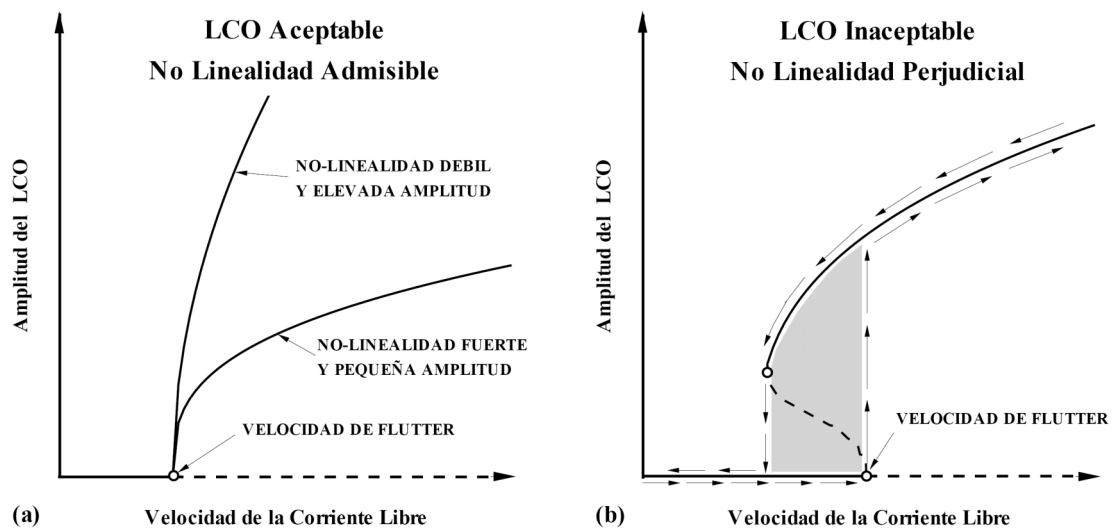 LCO Aceptable
No Linealidad Admisible
Amplitud del LCO
NO-LINEALIDAD DEBIL
Y ELEVADA AMPLITUD
NO-LINEALIDAD FUERTE
Y PEQUEÑA AMPLITUD
VELOCIDAD DE FLUTTER
(a)
Velocidad de la Corriente Libre
LCO Inaceptable
No Linealidad Perjudicial
Amplitud del LCO
VELOCIDAD DE FLUTTER
(b)
Velocidad de la Corriente Libre